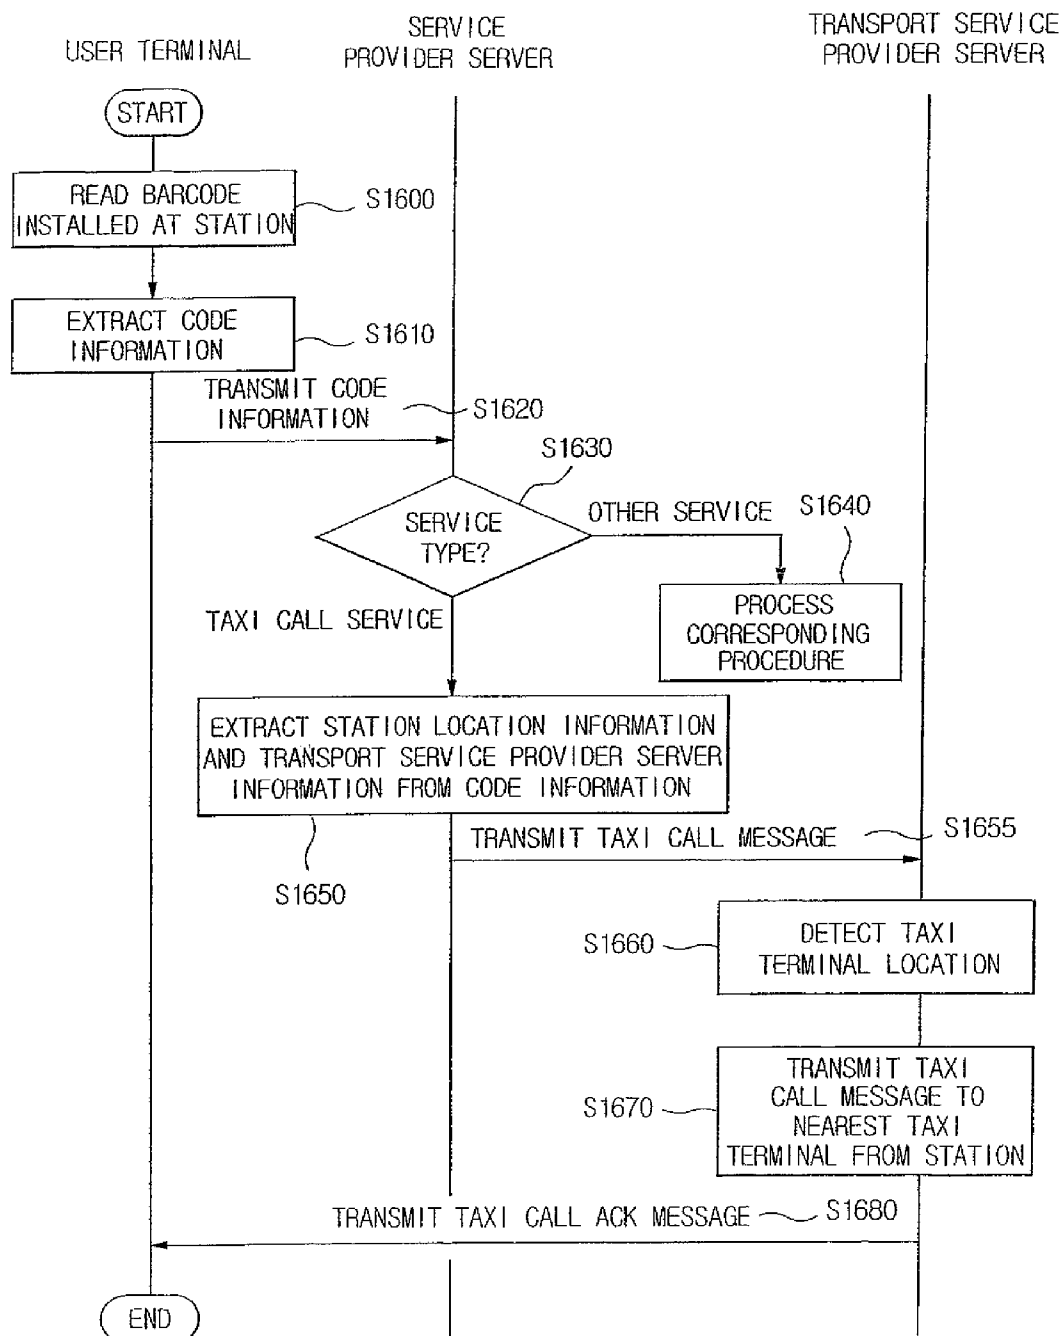 USER TERMINAL
SERVICE
PROVIDER SERVER
TRANSPORT SERVICE
PROVIDER SERVER
START
READ BARCODE
INSTALLED AT STATION
S1600
EXTRACT CODE
INFORMATION
S1610
TRANSMIT CODE
INFORMATION
S1620
S1630
SERVICE
TYPE?
OTHER SERVICE
S1640
PROCESS
CORRESPONDING
PROCEDURE
TAXI CALL SERVICE
EXTRACT STATION LOCATION INFORMATION
AND TRANSPORT SERVICE PROVIDER SERVER
INFORMATION FROM CODE INFORMATION
S1650
TRANSMIT TAXI CALL MESSAGE
S1655
S1660
DETECT TAXI
TERMINAL LOCATION
S1670
TRANSMIT TAXI
CALL MESSAGE TO
NEAREST TAXI
TERMINAL FROM STATION
TRANSMIT TAXI CALL ACK MESSAGE
S1680
END